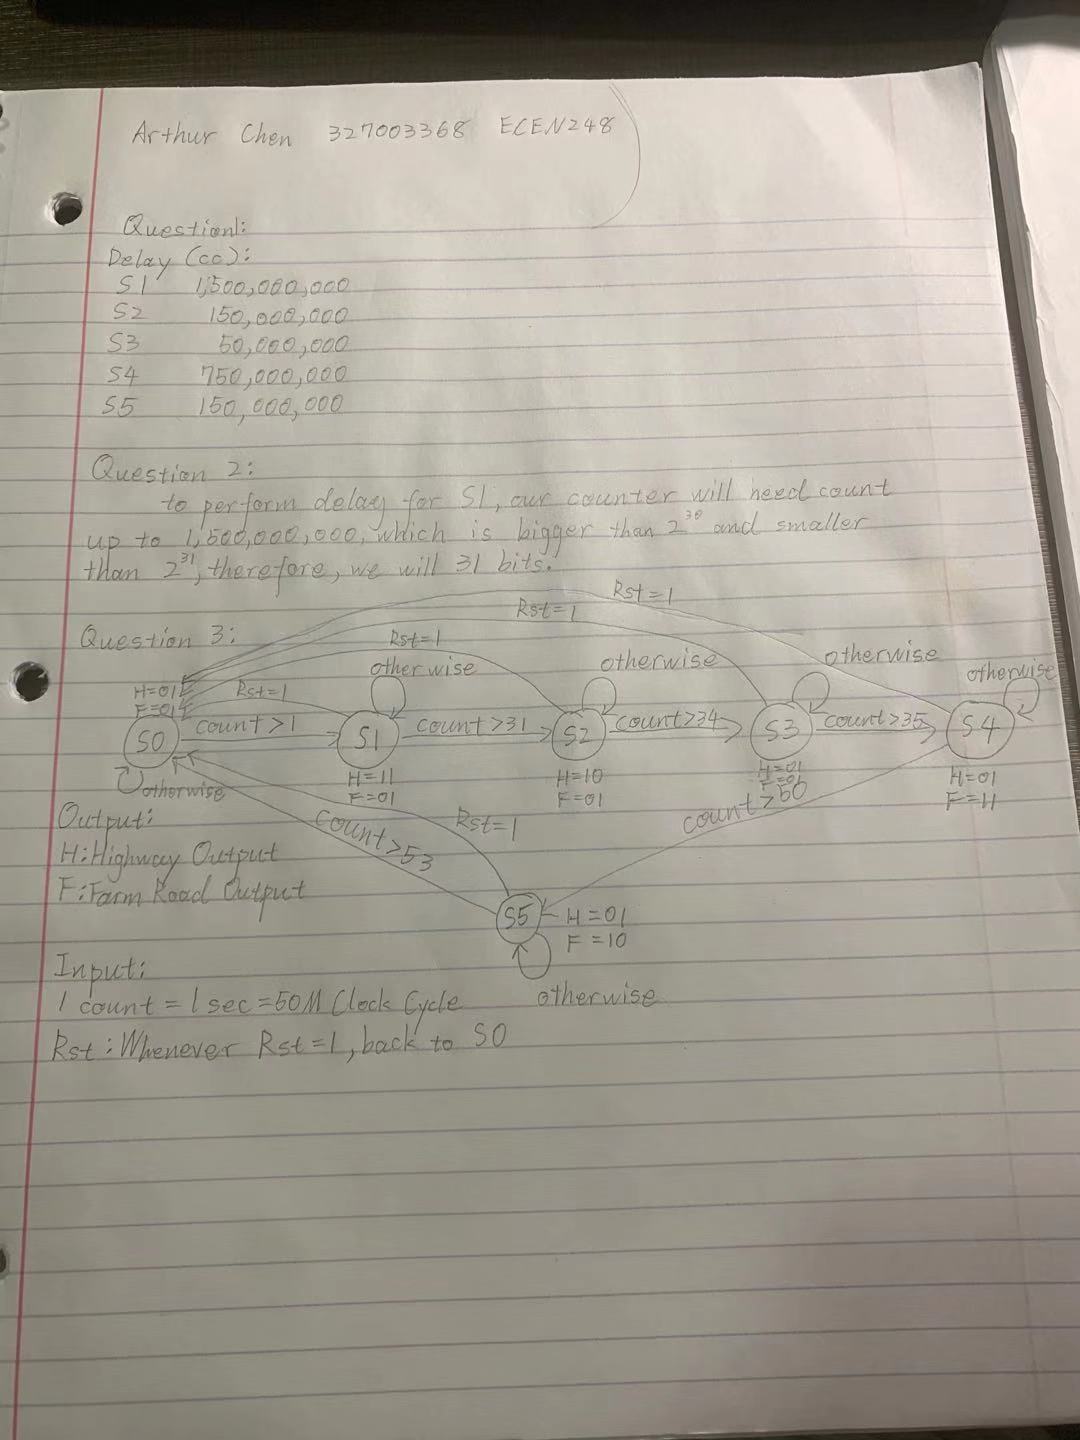 Arthur Chen 327003368 ECEN248
Question1:
Delay (cc):
S1 1,500,000,000
S2 150,000,000
S3 50,000,000
S4 750,000,000
S5 150,000,000
Question 2:
to perform delay for S1, our counter will need count
up to 1,500,000,000, which is bigger than 2^30 and smaller
than 2^31, therefore, we will 31 bits.
Question 3:
Rst=1
Rst=1
Rst=1
Rst=1
otherwise
otherwise
otherwise
otherwise
H=01
F=01
S0
count>1
S1
count>31
S2
count>34
S3
count>35
S4
otherwise
H=11
F=01
H=10
F=01
H=01
F=01
H=01
F=11
Output:
H:Highway Output
F:Farm Road Output
count>53
Rst=1
count>50
S5
H=01
F=10
otherwise
Input:
1 count=1sec=50M Clock Cycle
Rst:Whenever Rst=1, back to S0